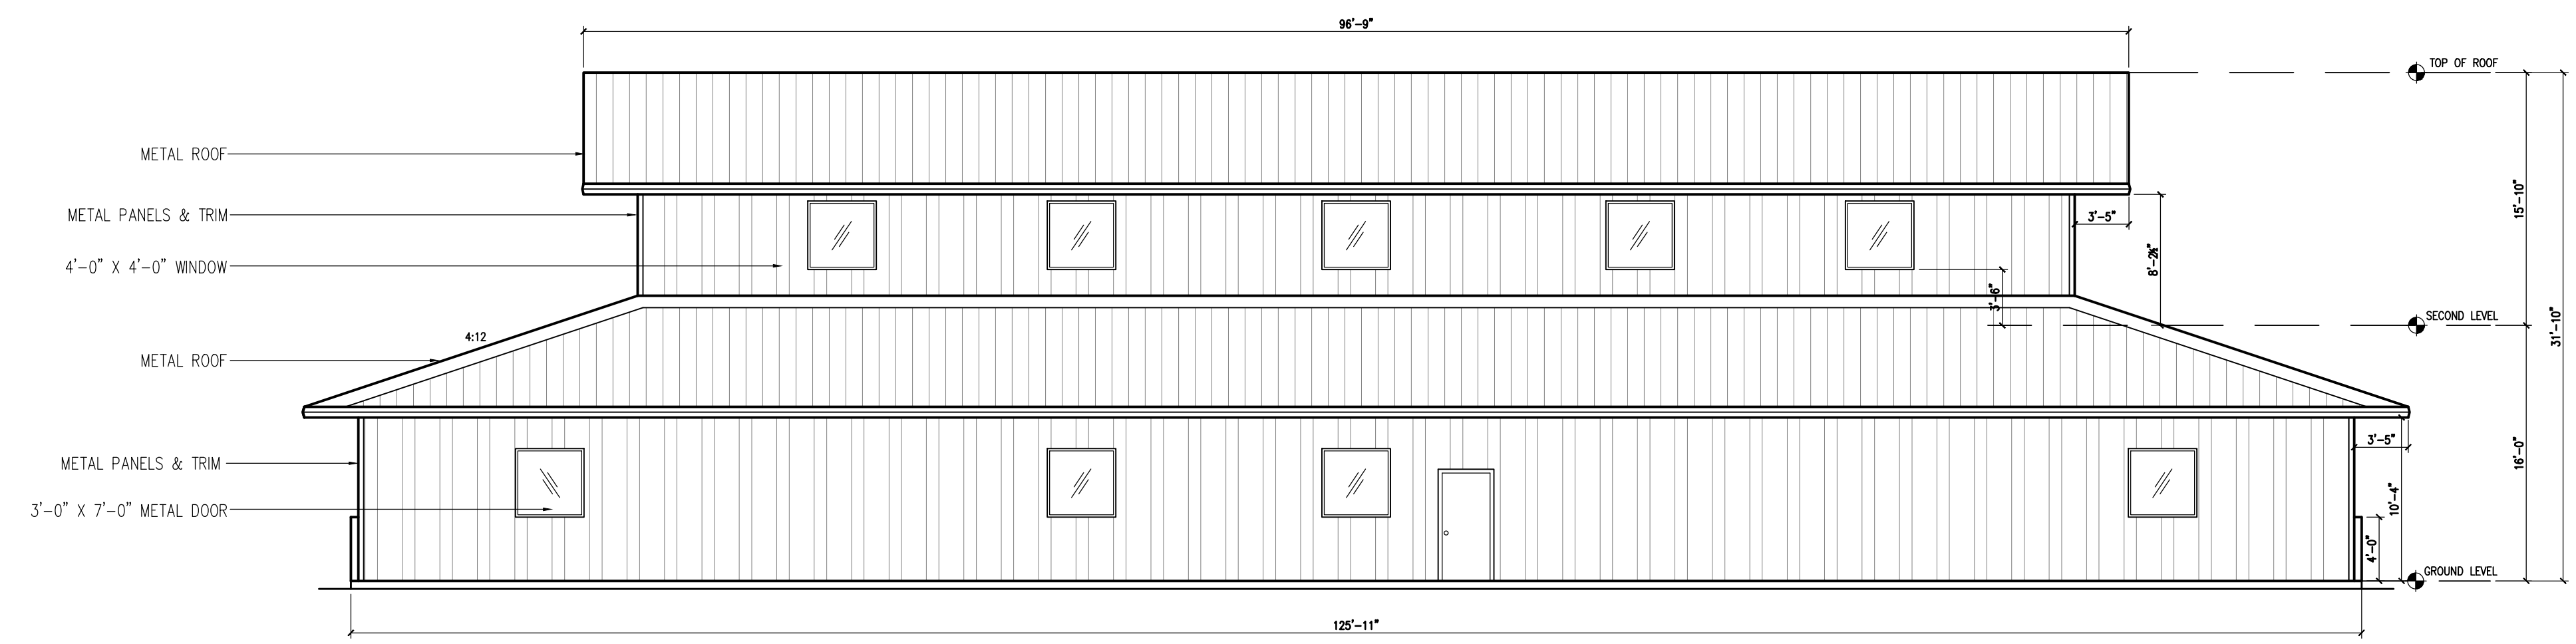 96'-9"
TOP OF ROOF
METAL ROOF
15'-10"
METAL PANELS & TRIM
3'-5"
8'-2½"
4'-0" X 4'-0" WINDOW
3'-6"
SECOND LEVEL
31'-10"
4:12
METAL ROOF
3'-5"
16'-0"
METAL PANELS & TRIM
10'-4"
3'-0" X 7'-0" METAL DOOR
4'-0"
GROUND LEVEL
125'-11"